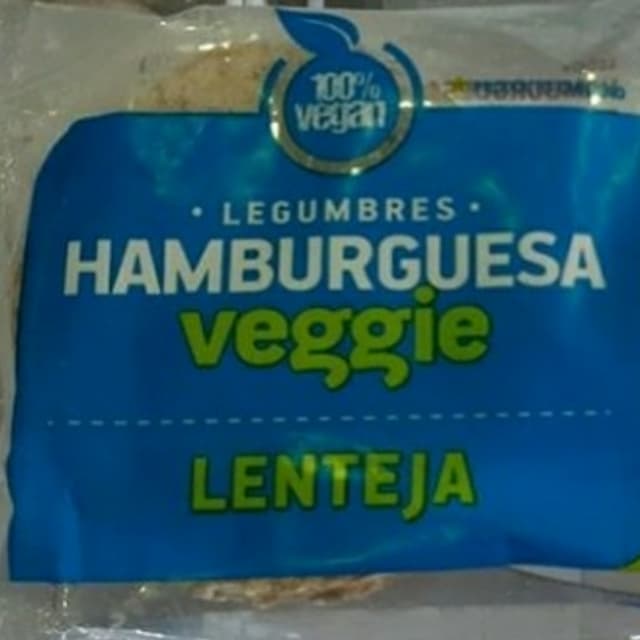 100%
vegan
• LEGUMBRES •
HAMBURGUESA
veggie
LENTEJA